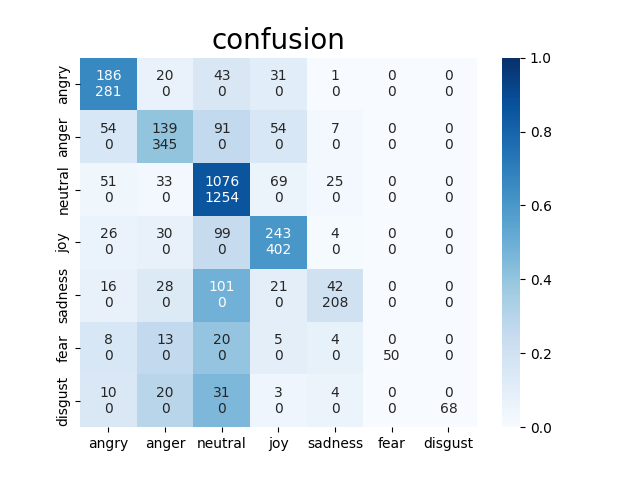 confusion
angry 186 20 43 31 1 0 0 1.0
281 0 0 0 0 0 0
anger 54 139 91 54 7 0 0 0.8
0 345 0 0 0 0 0
neutral 51 33 1076 69 25 0 0 0.6
0 0 1254 0 0 0 0
joy 26 30 99 243 4 0 0
0 0 0 402 0 0 0 0.4
sadness 16 28 101 21 42 0 0
0 0 0 0 208 0 0
fear 8 13 20 5 4 0 0 0.2
0 0 0 0 0 50 0
disgust 10 20 31 3 4 0 0
0 0 0 0 0 0 68 0.0
angry anger neutral joy sadness fear disgust